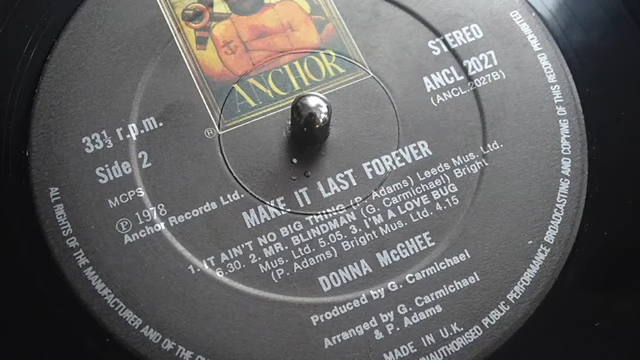 ANCHOR
®
STEREO
ANCL 2027
(ANCL.2027B)
33⅓ r.p.m.
Side 2
MCPS
Ⓟ 1978
Anchor Records Ltd.
MAKE IT LAST FOREVER
1. IT AIN'T NO BIG THING (P. Adams) Leeds Mus. Ltd.
6.30. 2. MR. BLINDMAN (G. Carmichael) Bright
Mus. Ltd. 5.05. 3. I'M A LOVE BUG
(P. Adams) Bright Mus. Ltd. 4.15
DONNA McGHEE
Produced by G. Carmichael
Arranged by G. Carmichael
& P. Adams
MADE IN U.K.
ALL RIGHTS OF THE MANUFACTURER AND OF THE
AUTHORISED PUBLIC PERFORMANCE BROADCASTING AND COPYING OF THIS RECORD PROHIBITED